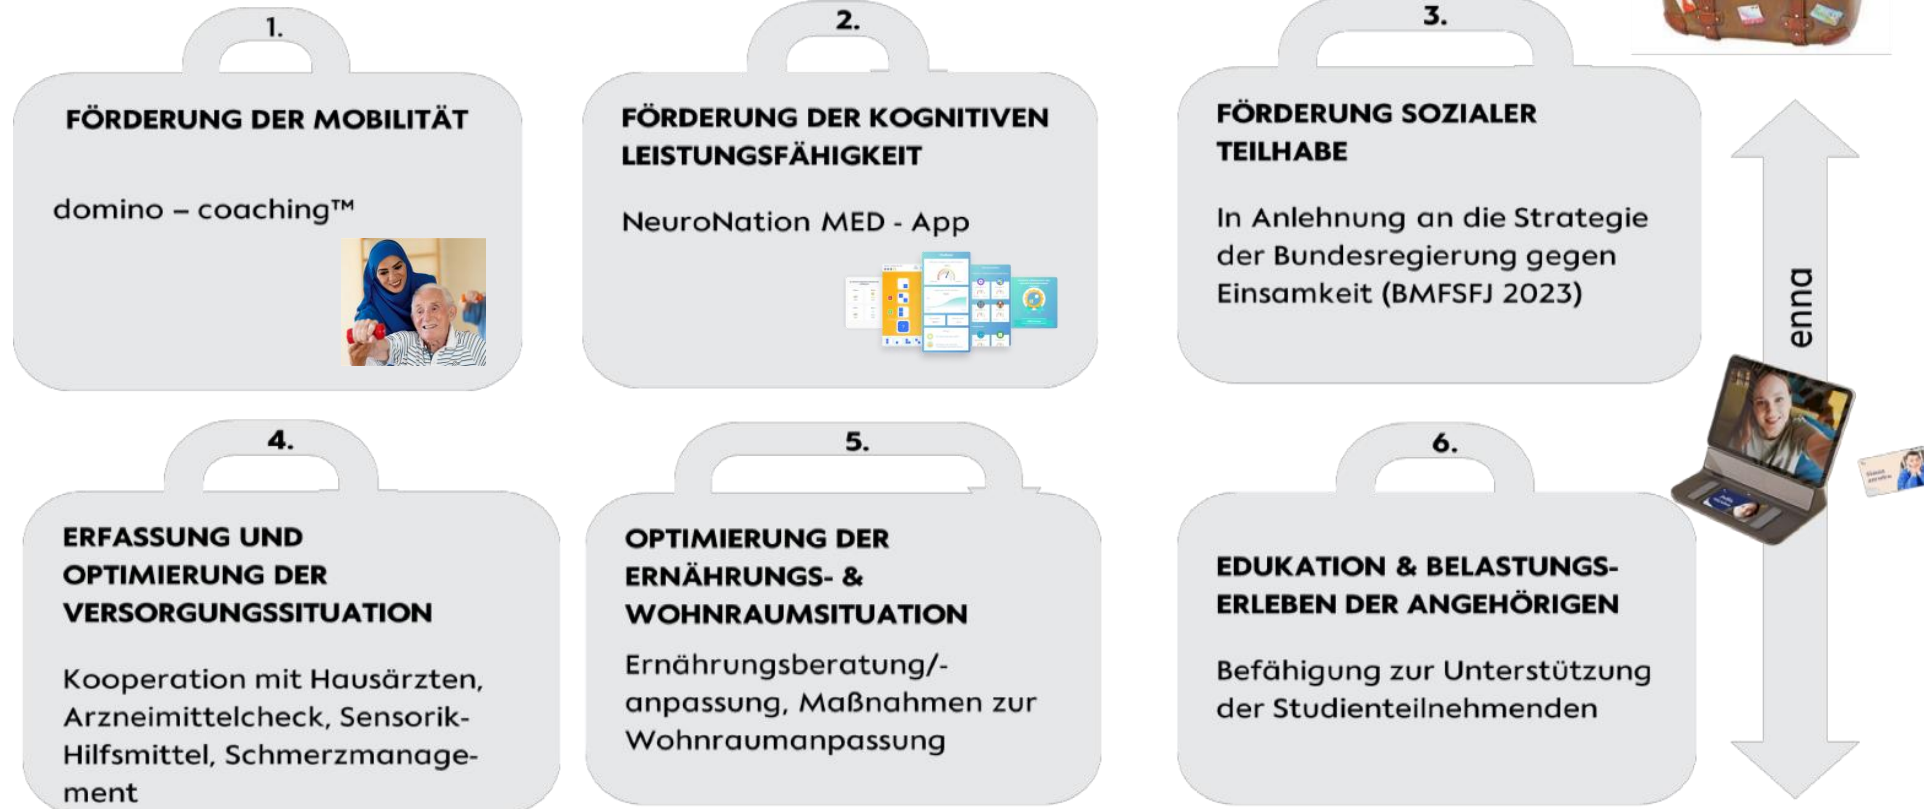 1.
FÖRDERUNG DER MOBILITÄT
domino – coaching™
2.
FÖRDERUNG DER KOGNITIVEN
LEISTUNGSFÄHIGKEIT
NeuroNation MED - App
3.
FÖRDERUNG SOZIALER
TEILHABE
In Anlehnung an die Strategie
der Bundesregierung gegen
Einsamkeit (BMFSFJ 2023)
enna
4.
ERFASSUNG UND
OPTIMIERUNG DER
VERSORGUNGSSITUATION
Kooperation mit Hausärzten,
Arzneimittelcheck, Sensorik-
Hilfsmittel, Schmerzmanage-
ment
5.
OPTIMIERUNG DER
ERNÄHRUNGS- &
WOHNRAUMSITUATION
Ernährungsberatung/-
anpassung, Maßnahmen zur
Wohnraumanpassung
6.
EDUKATION & BELASTUNGS-
ERLEBEN DER ANGEHÖRIGEN
Befähigung zur Unterstützung
der Studienteilnehmenden